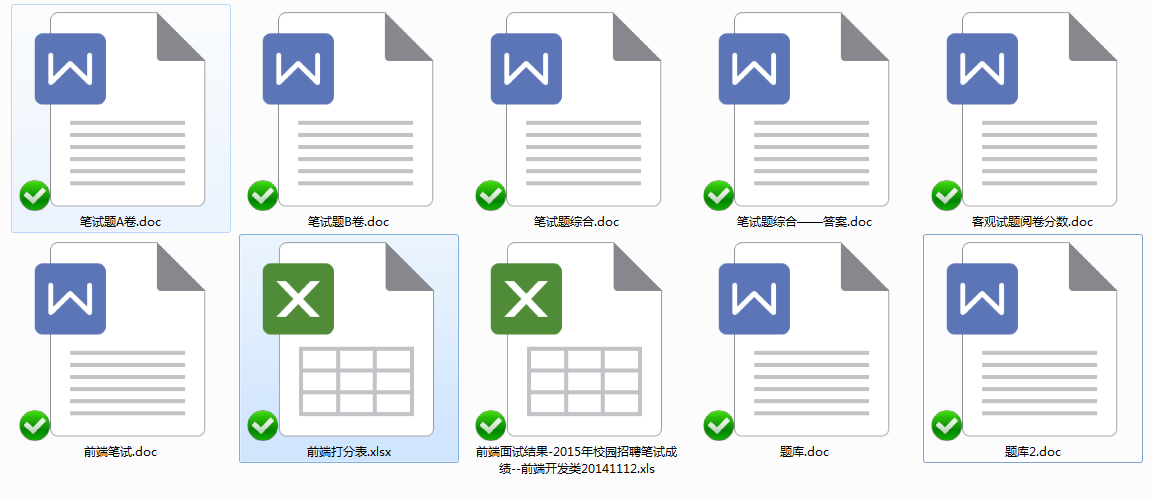 笔试题A卷.doc
笔试题B卷.doc
笔试题综合.doc
笔试题综合——答案.doc
客观试题阅卷分数.doc
前端笔试.doc
前端打分表.xlsx
前端面试结果-2015年校园招聘笔试成
绩--前端开发类20141112.xls
题库.doc
题库2.doc